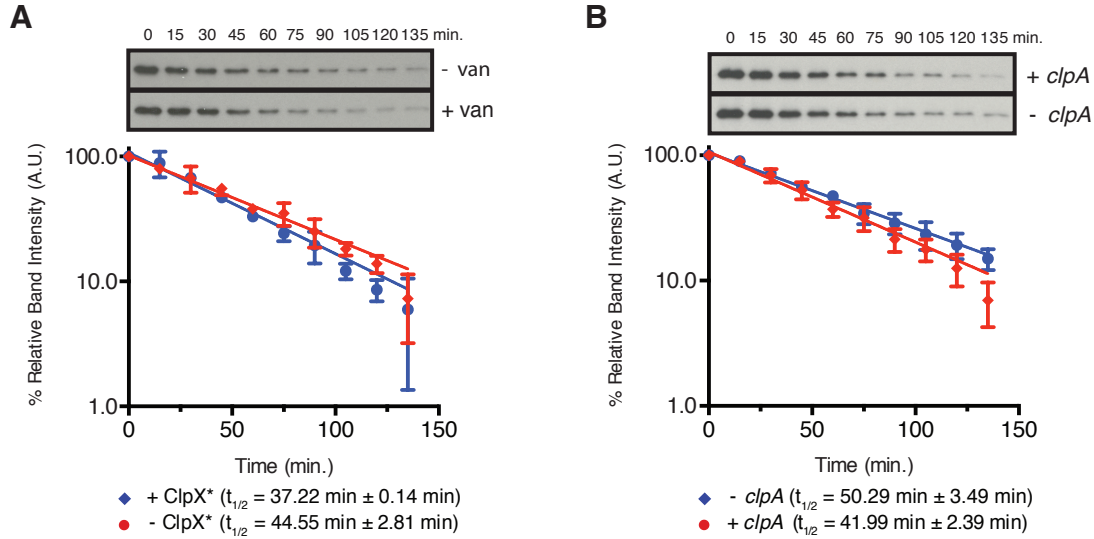 A
0 15 30 45 60 75 90 105 120 135 min.
- van
+ van
% Relative Band Intensity (A.U.)
100.0
10.0
1.0
0 50 100 150
Time (min.)
+ ClpX* (t1/2 = 37.22 min ± 0.14 min)
- ClpX* (t1/2 = 44.55 min ± 2.81 min)
B
0 15 30 45 60 75 90 105 120 135 min.
+ clpA
- clpA
% Relative Band Intensity (A.U.)
100.0
10.0
1.0
0 50 100 150
Time (min.)
- clpA (t1/2 = 50.29 min ± 3.49 min)
+ clpA (t1/2 = 41.99 min ± 2.39 min)